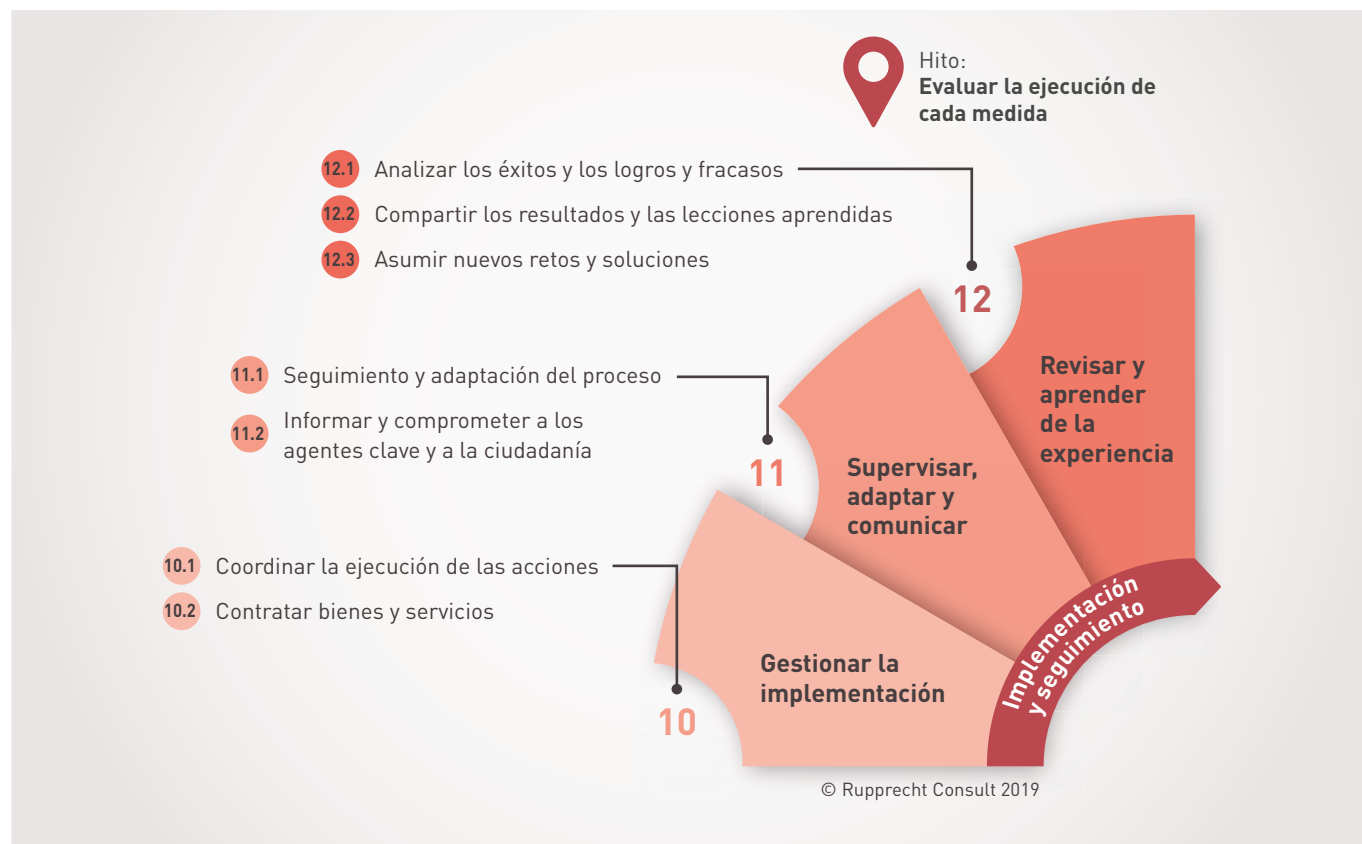 Hito:
Evaluar la ejecución de
cada medida
12.1 Analizar los éxitos y los logros y fracasos
12.2 Compartir los resultados y las lecciones aprendidas
12.3 Asumir nuevos retos y soluciones
12
Revisar y
aprender
de la
experiencia
11.1 Seguimiento y adaptación del proceso
11.2 Informar y comprometer a los
agentes clave y a la ciudadanía
11
Supervisar,
adaptar y
comunicar
10.1 Coordinar la ejecución de las acciones
10.2 Contratar bienes y servicios
10
Gestionar la
implementación
Implementación
y seguimiento
© Rupprecht Consult 2019